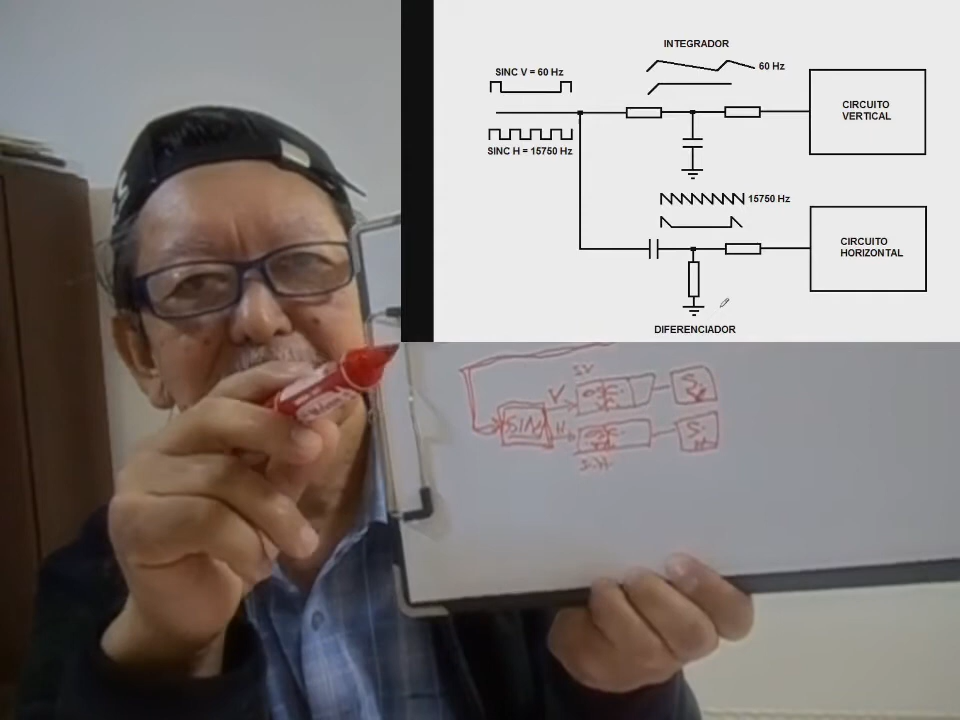 INTEGRADOR
SINC V = 60 Hz
60 Hz
CIRCUITO
VERTICAL
SINC H = 15750 Hz
15750 Hz
CIRCUITO
HORIZONTAL
DIFERENCIADOR
SV
V
SIN
H